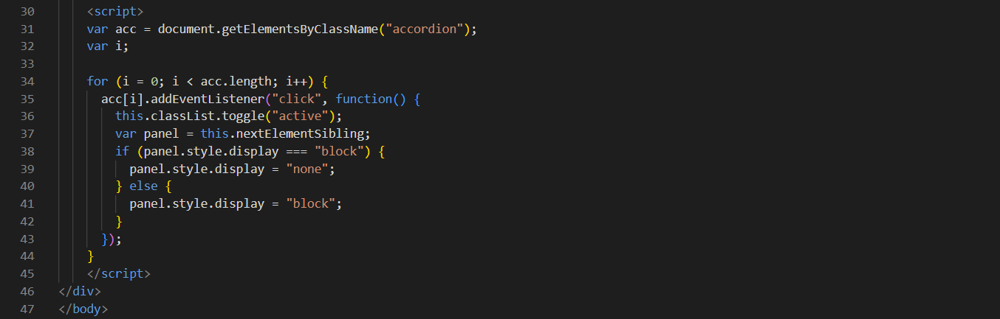 30 <script>
31 var acc = document.getElementsByClassName("accordion");
32 var i;
33
34 for (i = 0; i < acc.length; i++) {
35   acc[i].addEventListener("click", function() {
36     this.classList.toggle("active");
37     var panel = this.nextElementSibling;
38     if (panel.style.display === "block") {
39       panel.style.display = "none";
40     } else {
41       panel.style.display = "block";
42     }
43   });
44 }
45 </script>
46 </div>
47 </body>